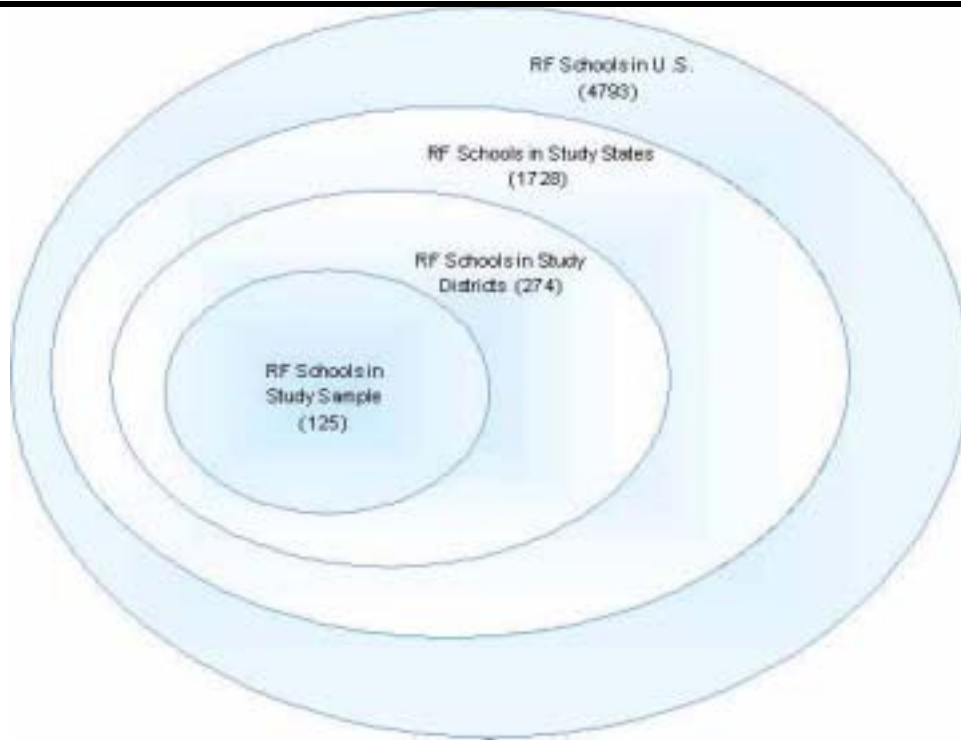 RF Schools in U.S.
(4793)
RF Schools in Study States
(1728)
RF Schools in Study
Districts (274)
RF Schools in
Study Sample
(125)